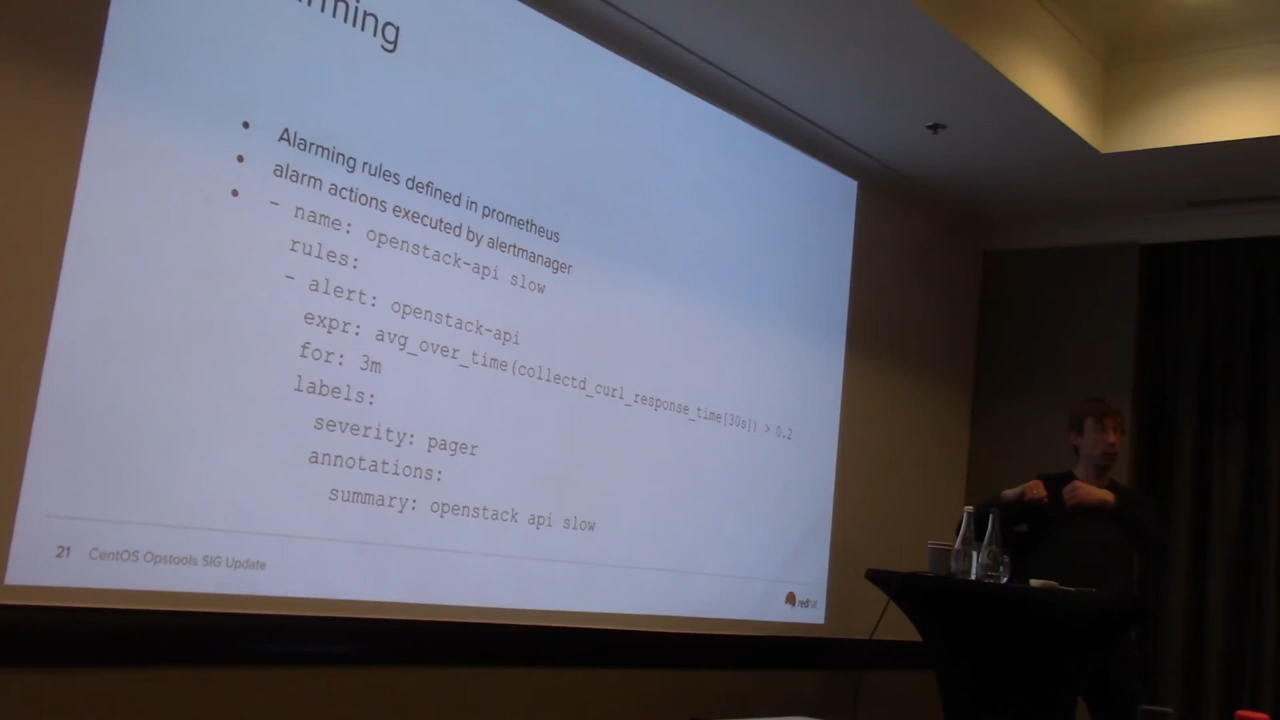 Alarming rules defined in prometheus
alarm actions executed by alertmanager
- name: openstack-api slow
rules:
- alert: openstack-api
expr: avg_over_time(collectd_curl_response_time[30s]) > 0.2
for: 3m
labels:
severity: pager
annotations:
summary: openstack api slow
21 CentOS Opstools SIG Update
redhat